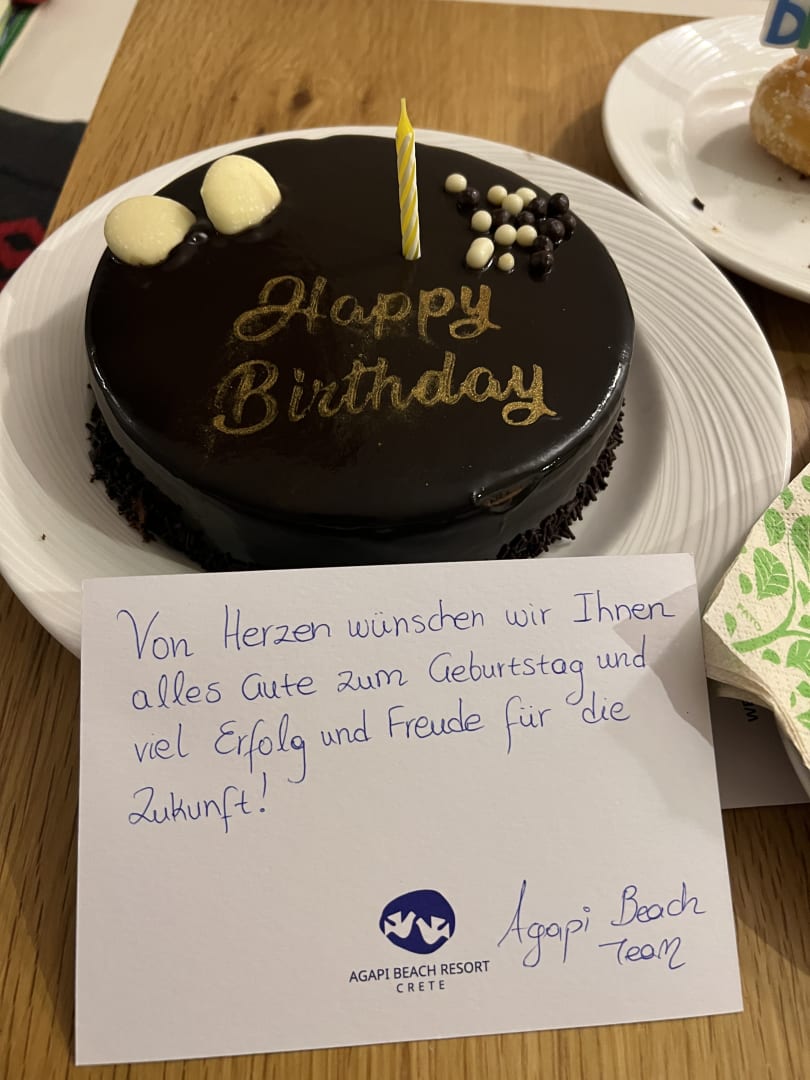 Happy
Birthday
Von Herzen wünschen wir Ihnen
alles Gute zum Geburtstag und
viel Erfolg und Freude für die
Zukunft!
AGAPI BEACH RESORT
CRETE
Agapi Beach
Team